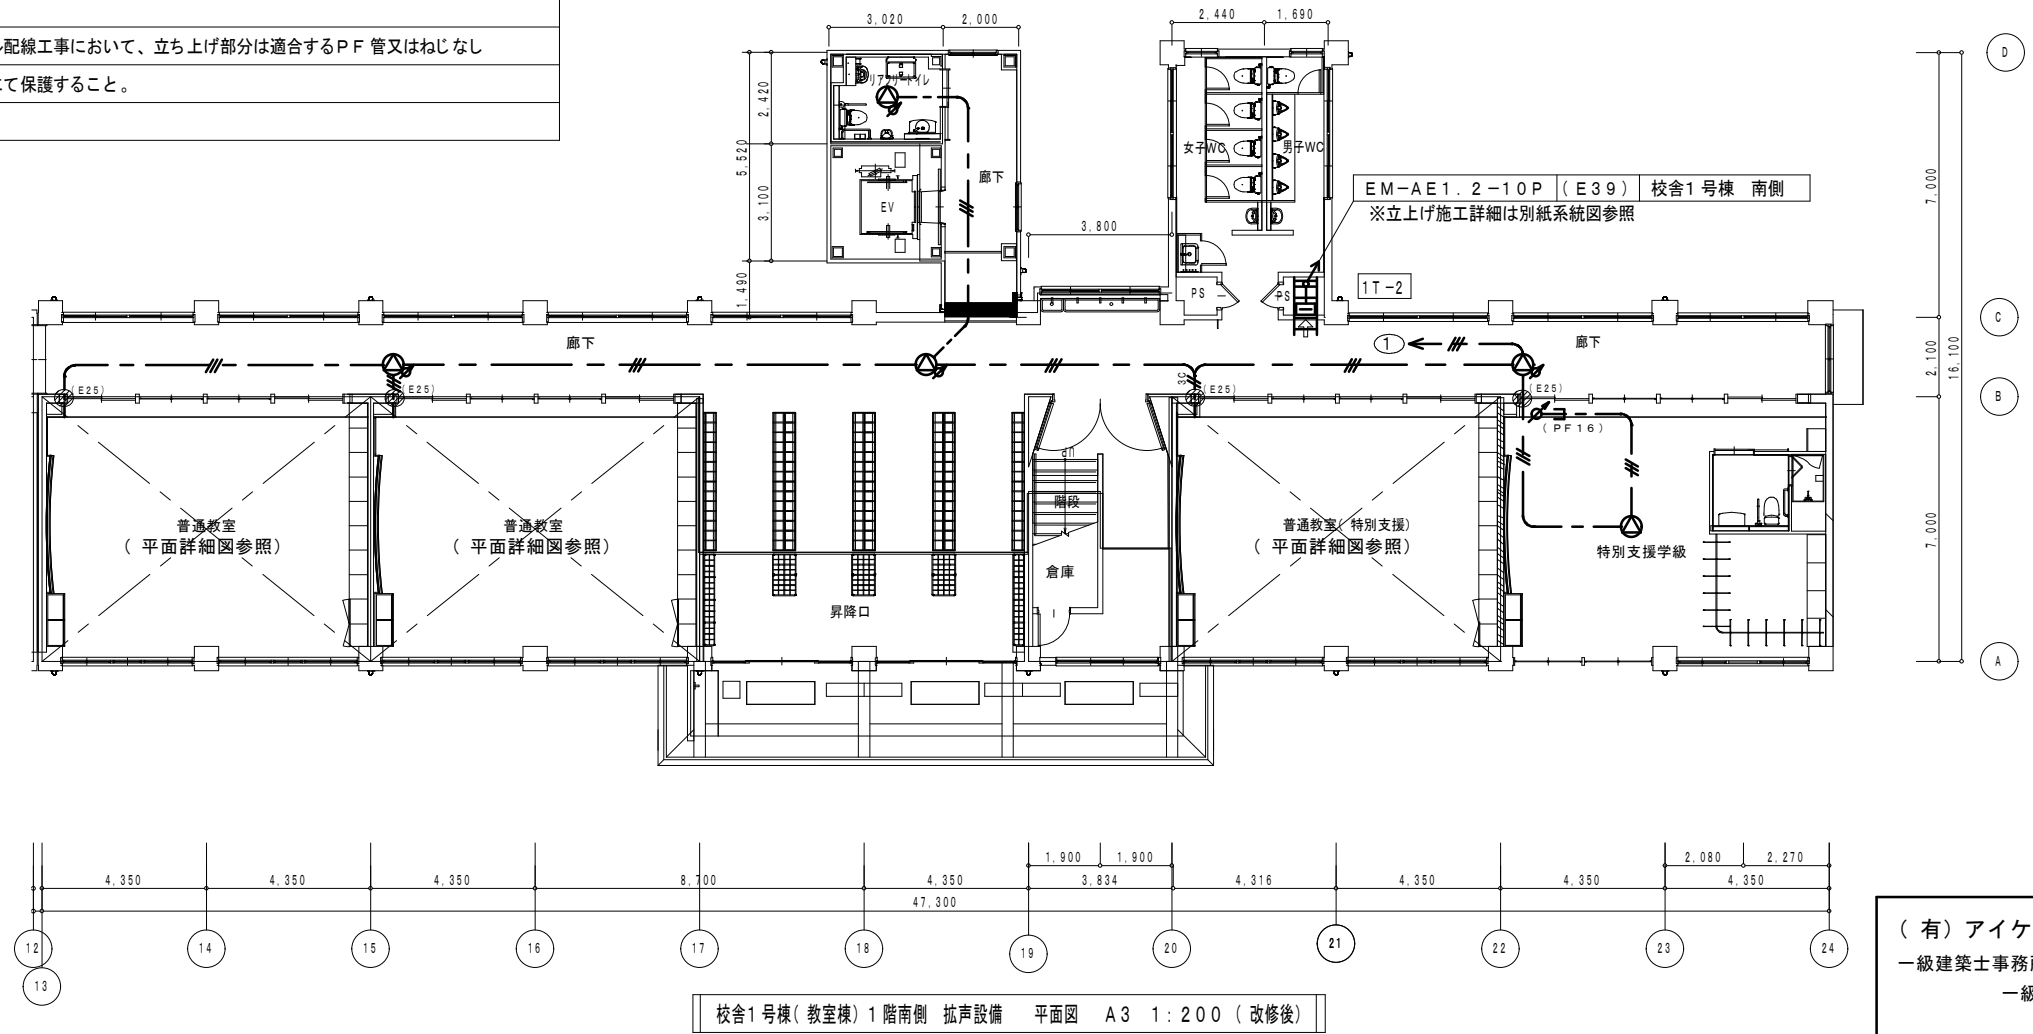 配線工事において、立ち上げ部分は適合するPF管又はねじなし
て保護すること。
3,020 2,000
2,440 1,690
D
リアフリートイレ
2,420
5,520
3,100
1,490
EV
廊下
女子WC 男子WC
7,000
EM-AE1.2-10P (E39) 校舎1号棟 南側
※立上げ施工詳細は別紙系統図参照
3,800
PS PS
1T-2
C
廊下
1
廊下
2,100
16,100
3C
(E25) (E25) (E25) (E25)
B
(PF16)
UP
階段
普通教室
(平面詳細図参照)
普通教室
(平面詳細図参照)
普通教室(特別支援)
(平面詳細図参照)
特別支援学級
7,000
倉庫
昇降口
A
1,900 1,900
2,080 2,270
4,350 4,350 4,350 8,700 4,350 3,834 4,316 4,350 4,350 4,350
47,300
12 14 15 16 17 18 19 20 21 22 23 24
13
(有)アイケ
一級建築士事務
一級
校舎1号棟(教室棟)1階南側 拡声設備 平面図 A3 1:200 (改修後)